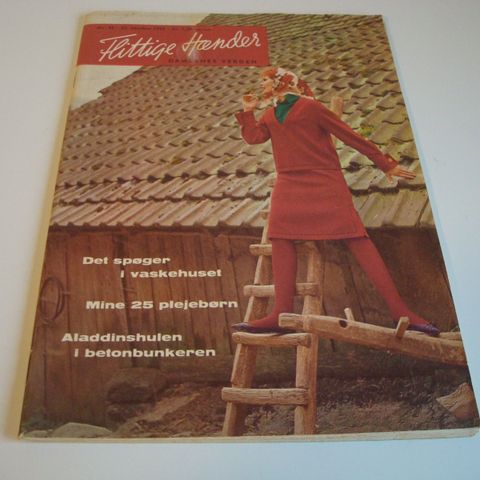 Flittige Hænder
DAMERNES VERDEN
Det spøger
i vaskehuset
Mine 25 plejebørn
Aladdinshulen
i betonbunkeren